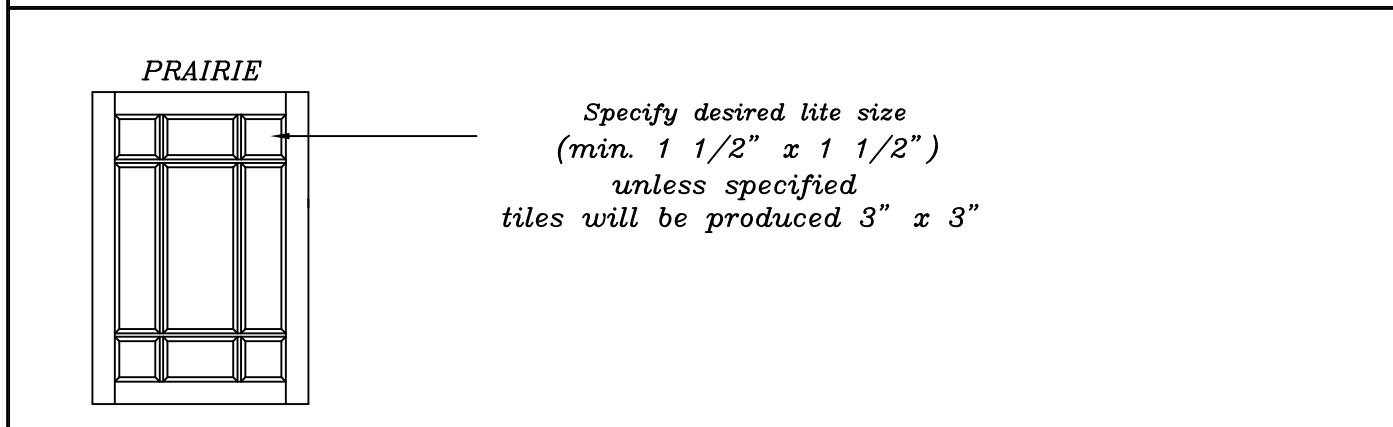 PRAIRIE
Specify desired lite size
(min. 1 1/2" x 1 1/2")
unless specified
tiles will be produced 3" x 3"